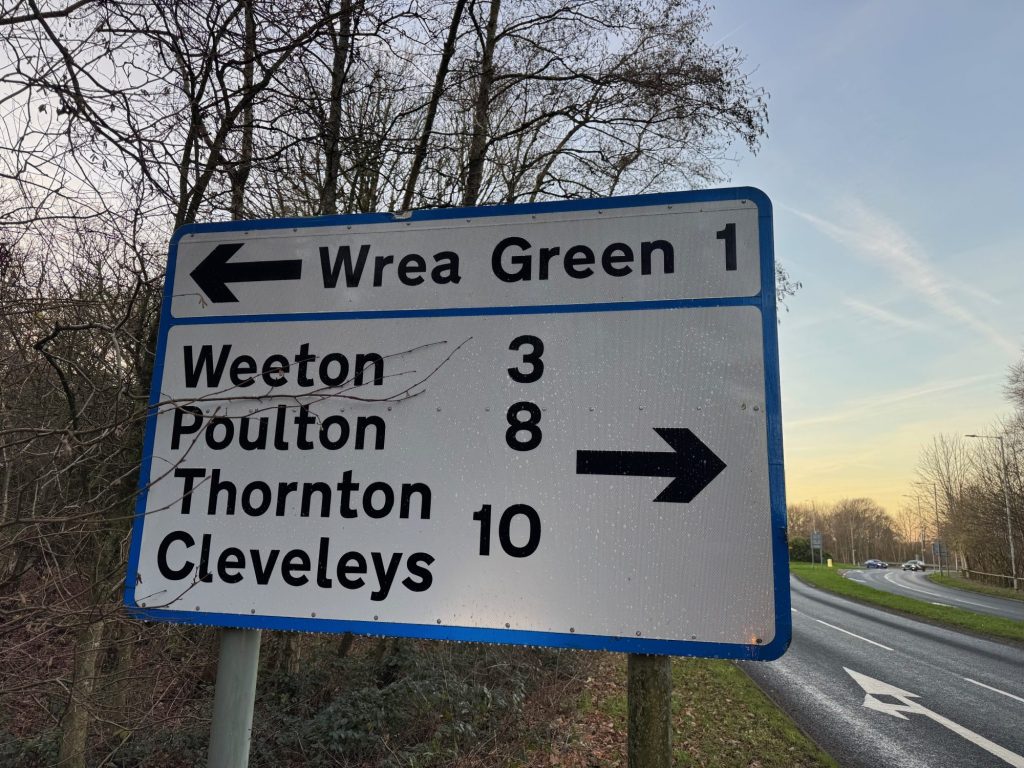 Wrea Green 1
Weeton 3
Poulton 8
Thornton
Cleveleys 10